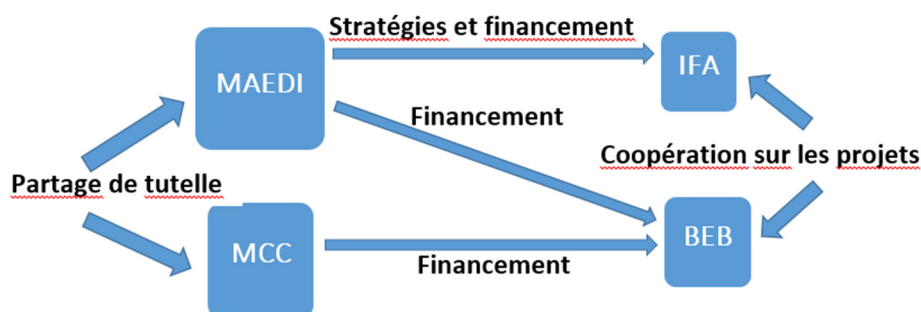 Stratégies et financement
MAEDI
IFA
Financement
Coopération sur les projets
Partage de tutelle
MCC
BEB
Financement